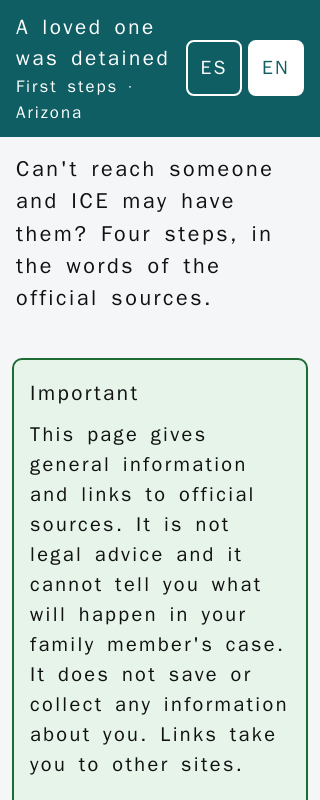 A loved one
was detained
First steps ·
Arizona
ES
EN
Can't reach someone
and ICE may have
them? Four steps, in
the words of the
official sources.
Important
This page gives
general information
and links to official
sources. It is not
legal advice and it
cannot tell you what
will happen in your
family member's case.
It does not save or
collect any information
about you. Links take
you to other sites.